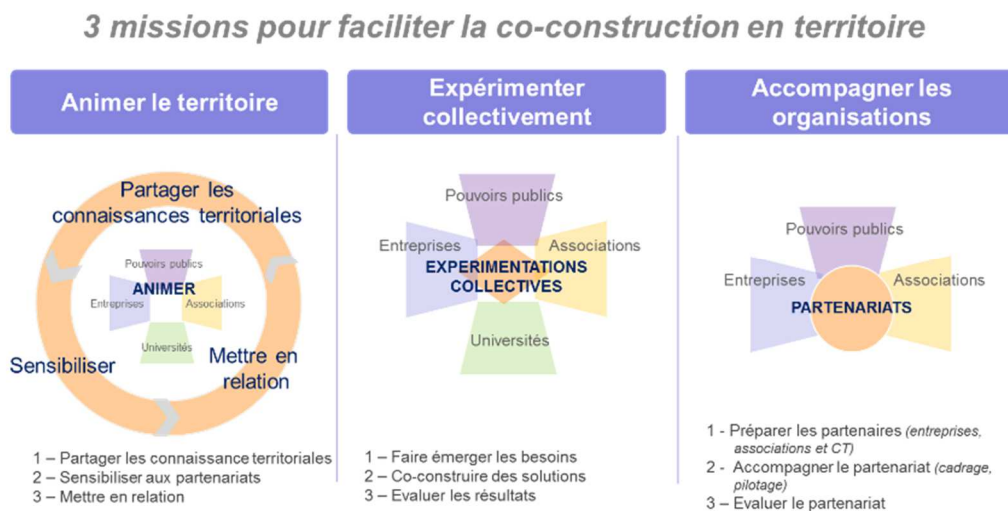 3 missions pour faciliter la co-construction en territoire
Animer le territoire
Partager les
connaissances territoriales
Pouvoirs publics
ANIMER
Entreprises
Associations
Universités
Sensibiliser
Mettre en
relation
1 – Partager les connaissance territoriales
2 – Sensibiliser aux partenariats
3 – Mettre en relation
Expérimenter
collectivement
Pouvoirs publics
Entreprises
Associations
EXPERIMENTATIONS
COLLECTIVES
Universités
1 – Faire émerger les besoins
2 – Co-construire des solutions
3 – Evaluer les résultats
Accompagner les
organisations
Pouvoirs publics
Entreprises
Associations
PARTENARIATS
1 - Préparer les partenaires (entreprises,
associations et CT)
2 - Accompagner le partenariat (cadrage,
pilotage)
3 – Evaluer le partenariat